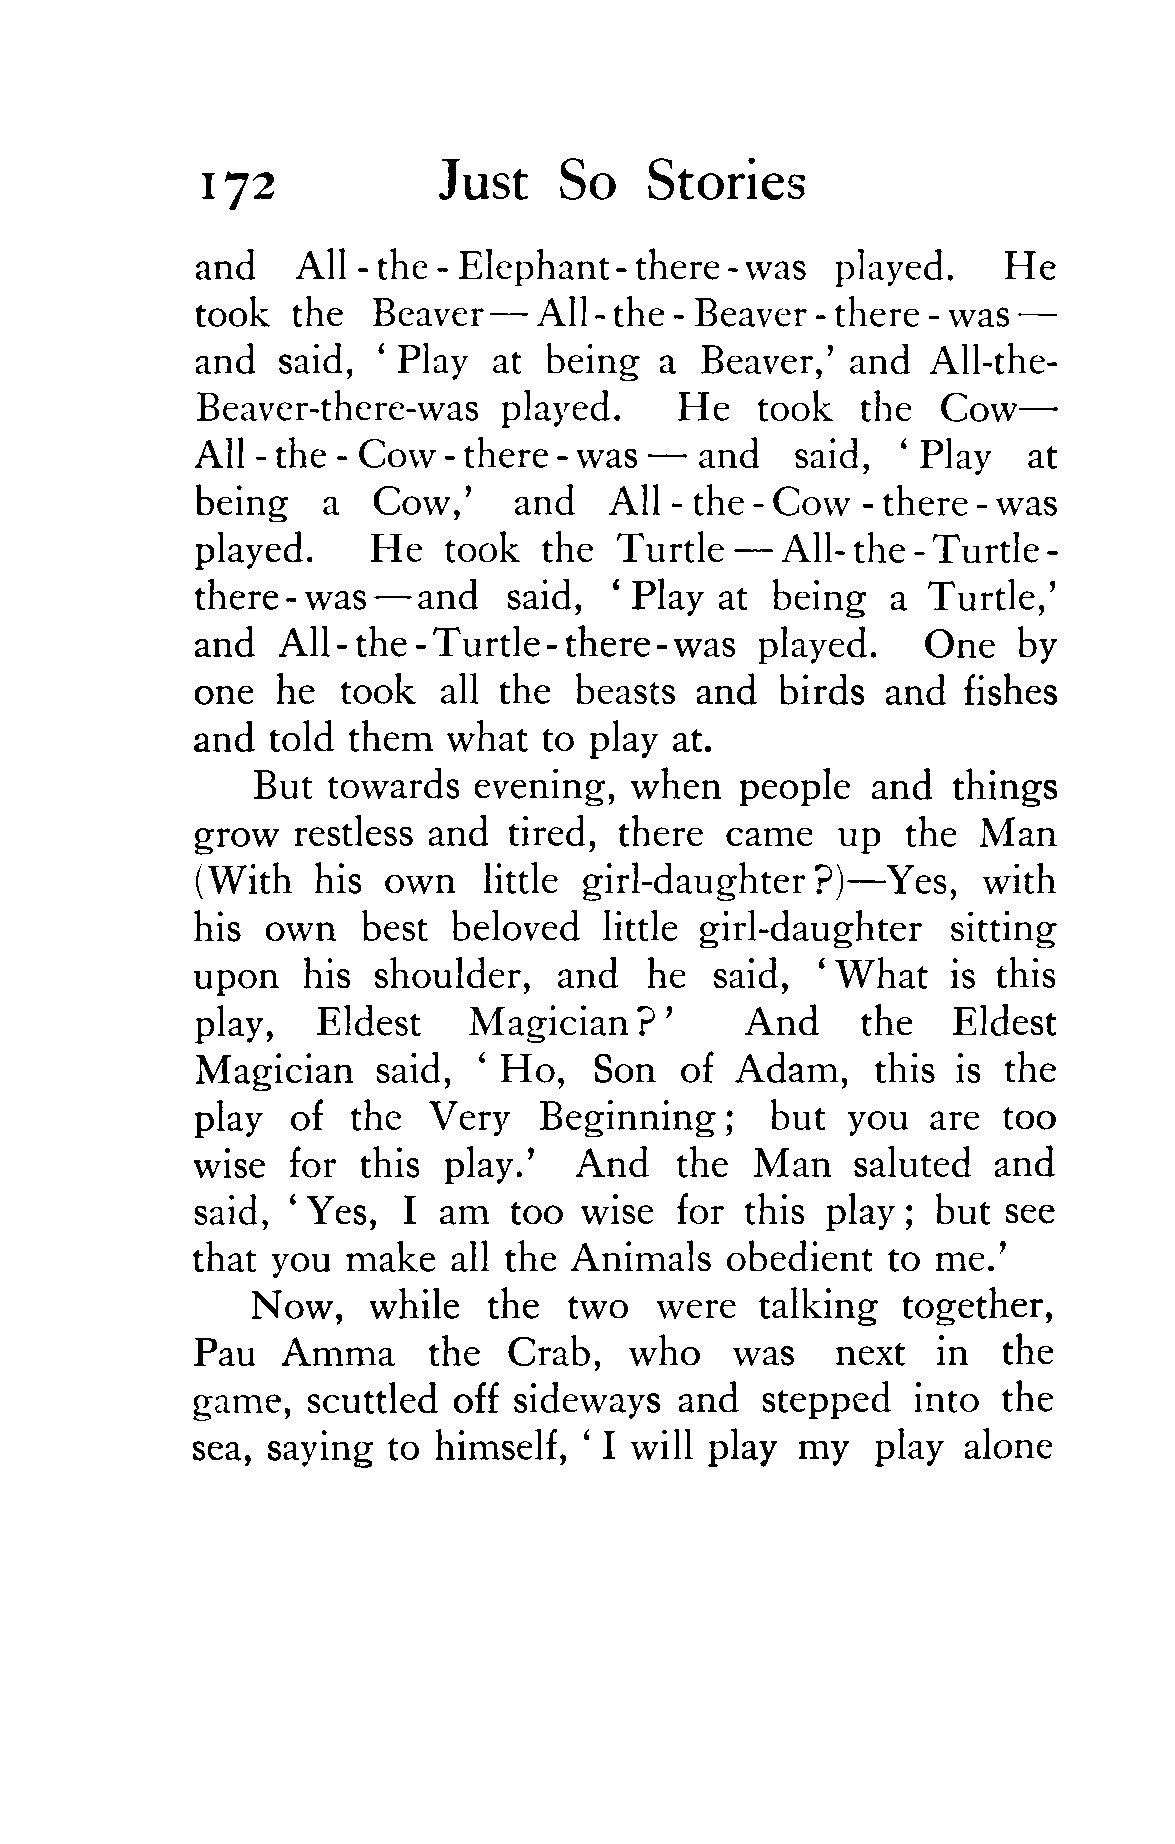 172 Just So Stories
and All-the-Elephant-there-was played. He
took the Beaver—All-the-Beaver-there-was—
and said, ‘Play at being a Beaver,’ and All-the-
Beaver-there-was played. He took the Cow—
All-the-Cow-there-was—and said, ‘Play at
being a Cow,’ and All-the-Cow-there-was
played. He took the Turtle—All-the-Turtle-
there-was—and said, ‘Play at being a Turtle,’
and All-the-Turtle-there-was played. One by
one he took all the beasts and birds and fishes
and told them what to play at.
But towards evening, when people and things
grow restless and tired, there came up the Man
(With his own little girl-daughter?)—Yes, with
his own best beloved little girl-daughter sitting
upon his shoulder, and he said, ‘What is this
play, Eldest Magician?’ And the Eldest
Magician said, ‘Ho, Son of Adam, this is the
play of the Very Beginning; but you are too
wise for this play.’ And the Man saluted and
said, ‘Yes, I am too wise for this play; but see
that you make all the Animals obedient to me.’
Now, while the two were talking together,
Pau Amma the Crab, who was next in the
game, scuttled off sideways and stepped into the
sea, saying to himself, ‘I will play my play alone